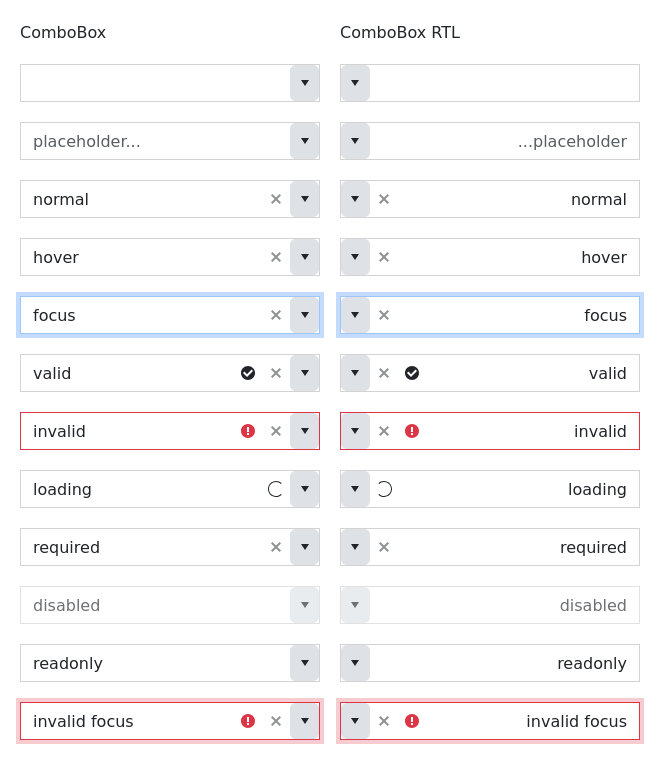 ComboBox
ComboBox RTL
placeholder...
...placeholder
normal
normal
hover
hover
focus
focus
valid
valid
invalid
invalid
loading
loading
required
required
disabled
disabled
readonly
readonly
invalid focus
invalid focus